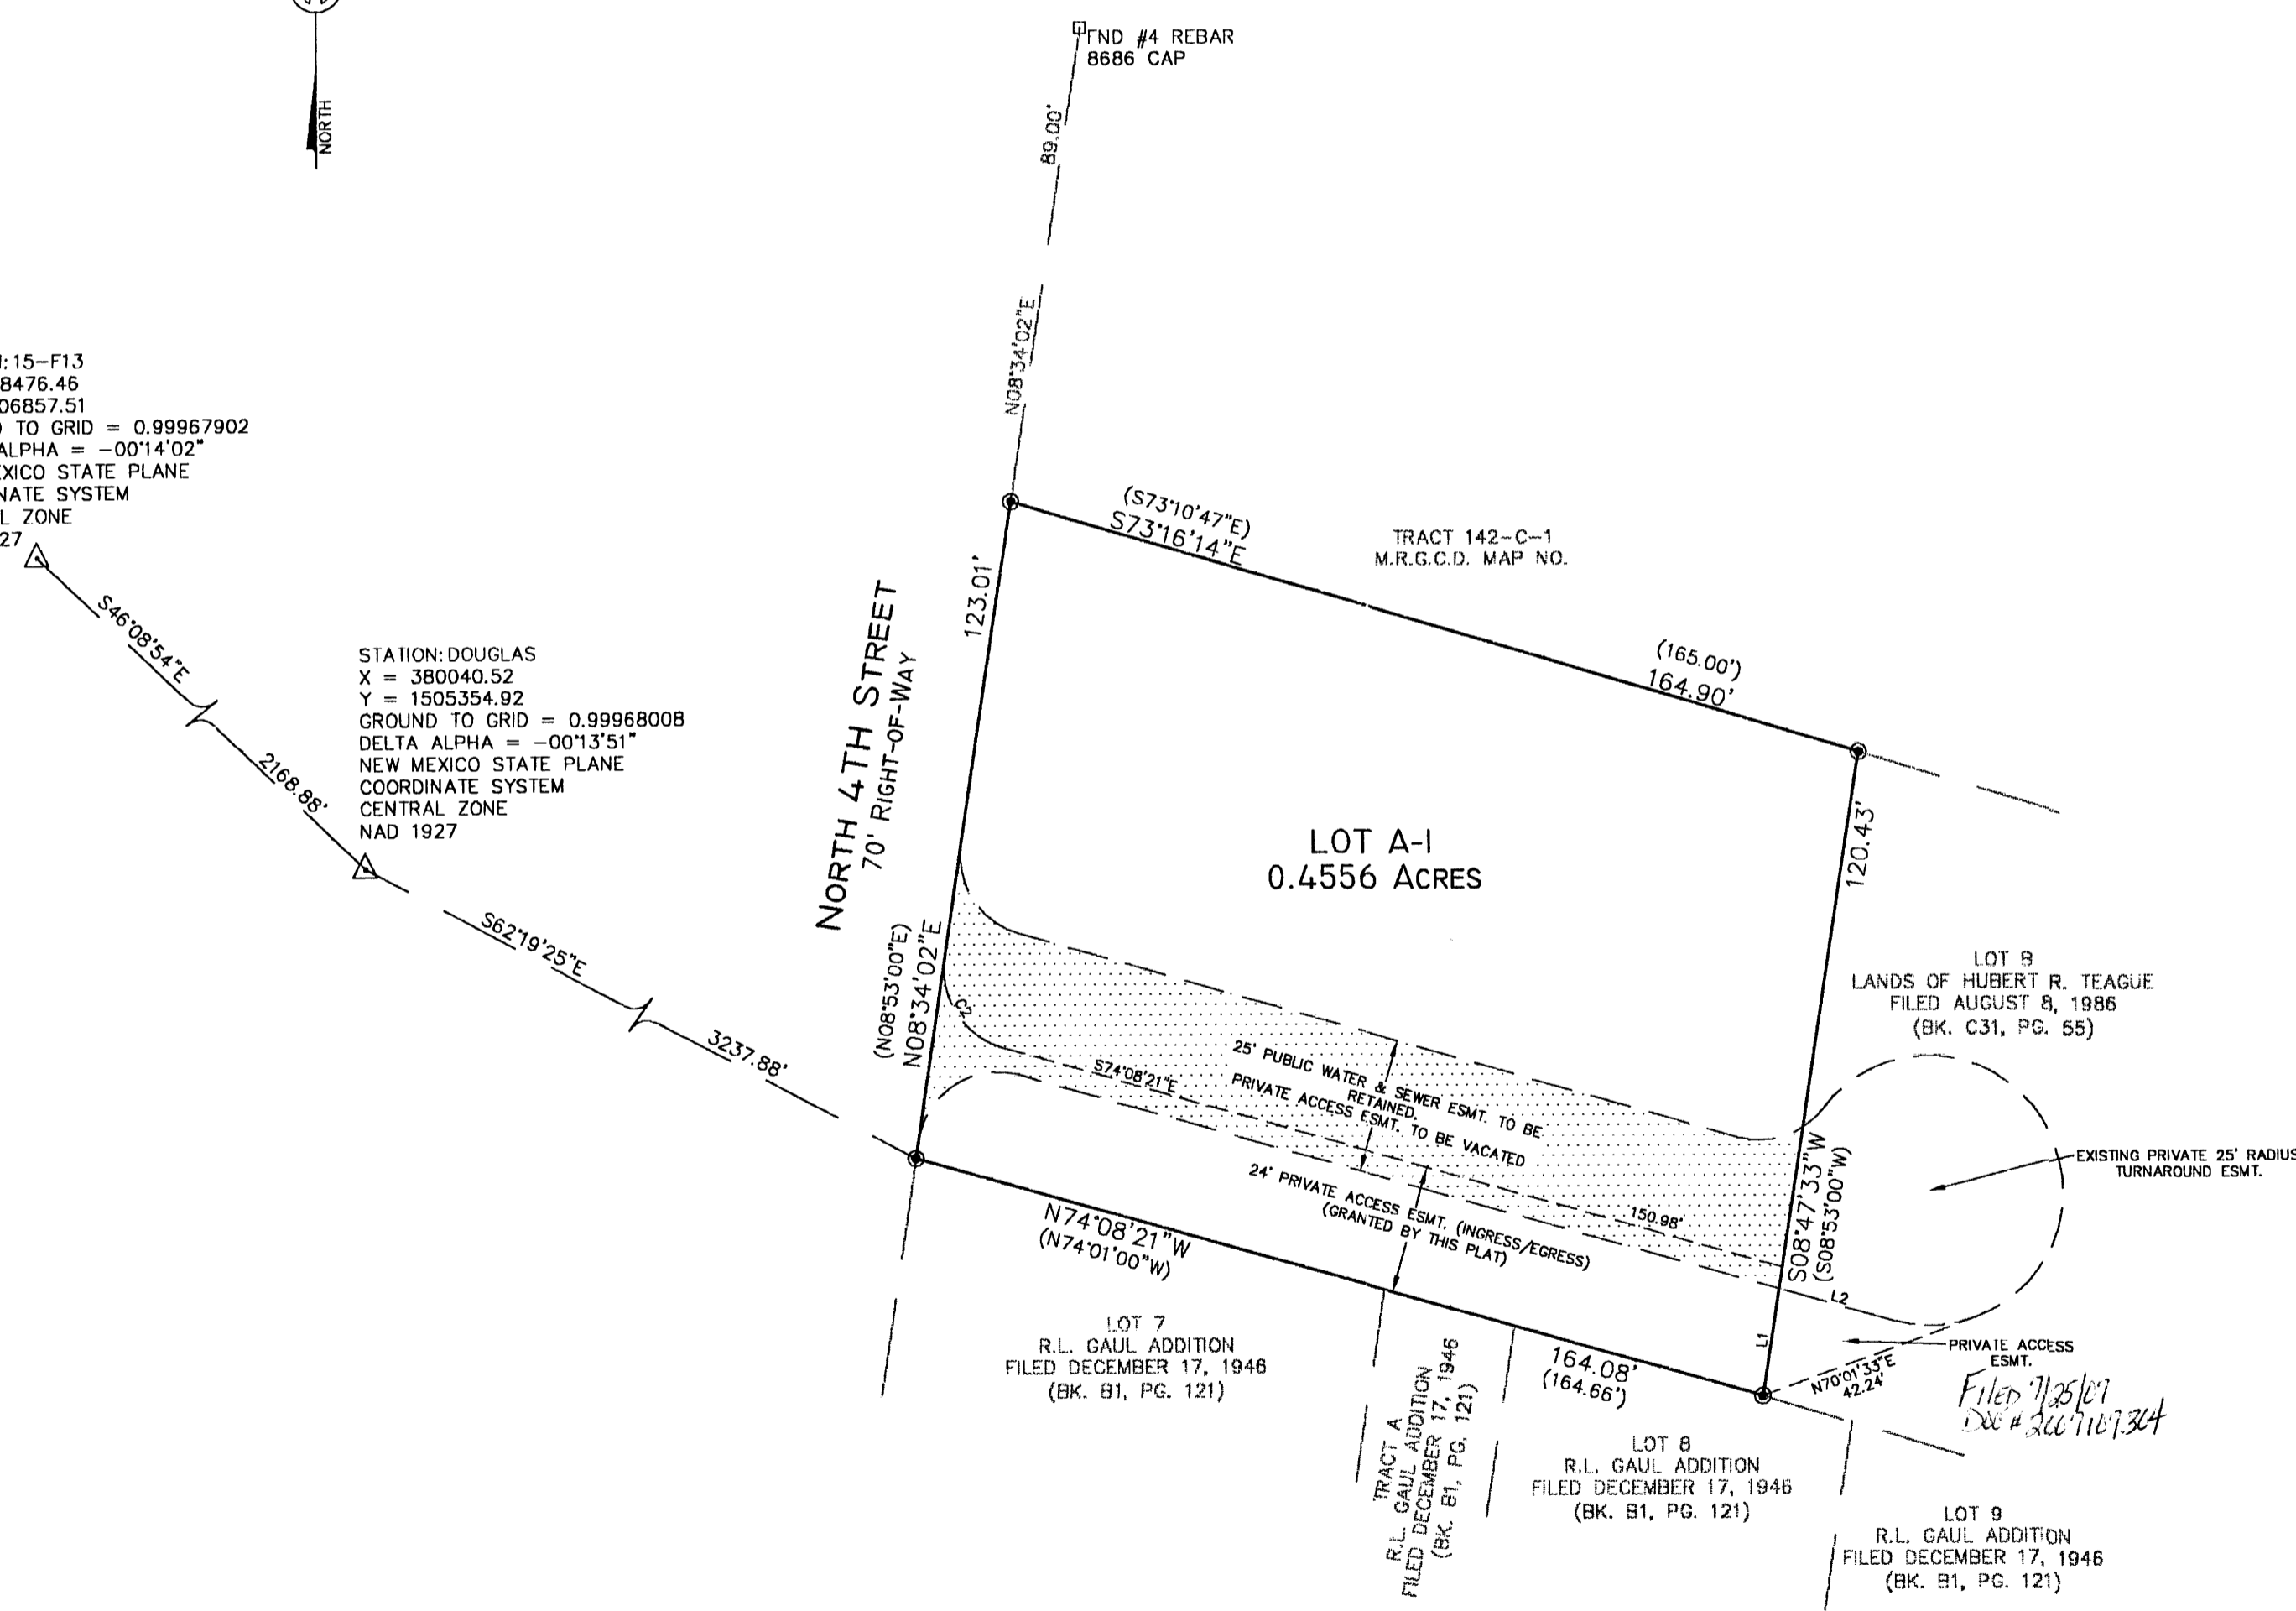 NORTH
FND #4 REBAR
8686 CAP
89.00'
N08°34'02"E
:15-F13
8476.46
06857.51
TO GRID = 0.99967902
ALPHA = -00°14'02"
EXICO STATE PLANE
NATE SYSTEM
L ZONE
27
S46°08'54"E
2168.88'
STATION: DOUGLAS
X = 380040.52
Y = 1505354.92
GROUND TO GRID = 0.99968008
DELTA ALPHA = -00°13'51"
NEW MEXICO STATE PLANE
COORDINATE SYSTEM
CENTRAL ZONE
NAD 1927
S62°19'25"E
3237.88'
NORTH 4TH STREET
70' RIGHT-OF-WAY
123.01'
(N08°53'00"E)
N08°34'02"E
(S73°10'47"E)
S73°16'14"E
TRACT 142-C-1
M.R.G.C.D. MAP NO.
(165.00')
164.90'
LOT A-1
0.4556 ACRES
120.43'
LOT B
LANDS OF HUBERT R. TEAGUE
FILED AUGUST 8, 1986
(BK. C31, PG. 55)
S74°08'21"E
25' PUBLIC WATER & SEWER ESMT. TO BE
RETAINED.
PRIVATE ACCESS ESMT. TO BE VACATED
24' PRIVATE ACCESS ESMT. (INGRESS/EGRESS)
(GRANTED BY THIS PLAT)
150.98'
S08°47'33"W
(S08°53'00"W)
EXISTING PRIVATE 25' RADIUS
TURNAROUND ESMT.
L2
L1
PRIVATE ACCESS
ESMT.
N70°01'33"E
42.24'
Filed 7/25/07
N74°08'21"W
(N74°01'00"W)
164.08'
(164.66')
LOT 7
R.L. GAUL ADDITION
FILED DECEMBER 17, 1946
(BK. B1, PG. 121)
TRACT A
R.L. GAUL ADDITION
FILED DECEMBER 17, 1946
(BK. B1, PG. 121)
LOT 8
R.L. GAUL ADDITION
FILED DECEMBER 17, 1946
(BK. B1, PG. 121)
LOT 9
R.L. GAUL ADDITION
FILED DECEMBER 17, 1946
(BK. B1, PG. 121)